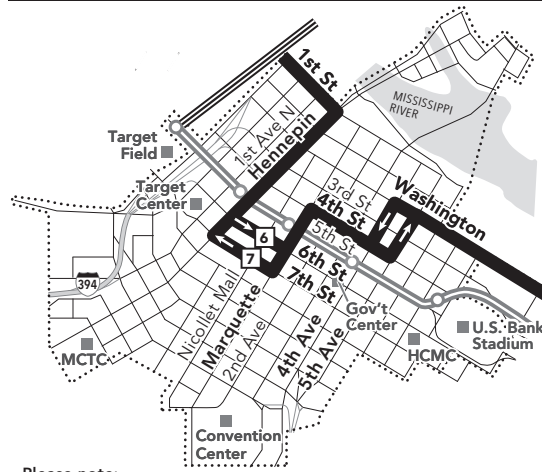 1st St
MISSISSIPPI
RIVER
Target
Field
1st Ave N
Hennepin
Target
Center
3rd St
4th St
Washington
6
7
5th St
6th St
7th St
394
Gov't
Center
U.S. Bank
Stadium
HCMC
MCTC
Nicollet Mall
Marquette
2nd Ave
4th Ave
5th Ave
Convention
Center
Please note: